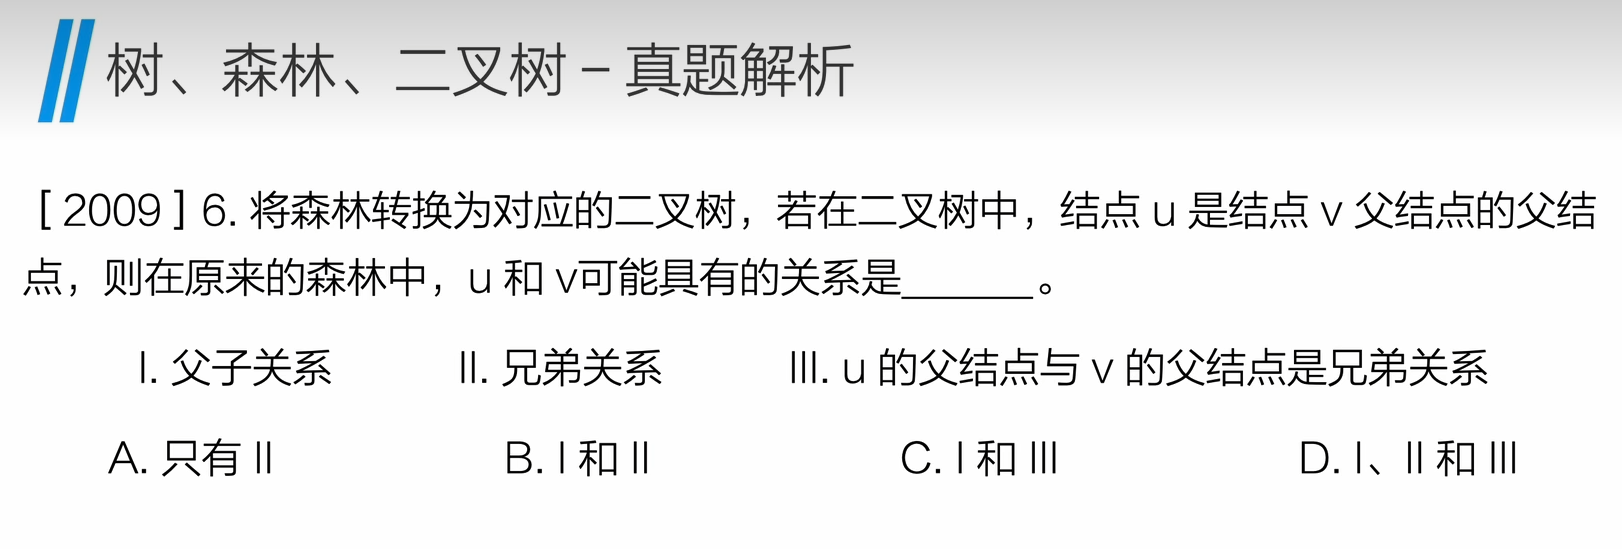 树、森林、二叉树 – 真题解析
[ 2009 ] 6. 将森林转换为对应的二叉树，若在二叉树中，结点 u 是结点 v 父结点的父结
点，则在原来的森林中，u 和 v可能具有的关系是______。
I. 父子关系 II. 兄弟关系 III. u 的父结点与 v 的父结点是兄弟关系
A. 只有 II B. I 和 II C. I 和 III D. I、II 和 III